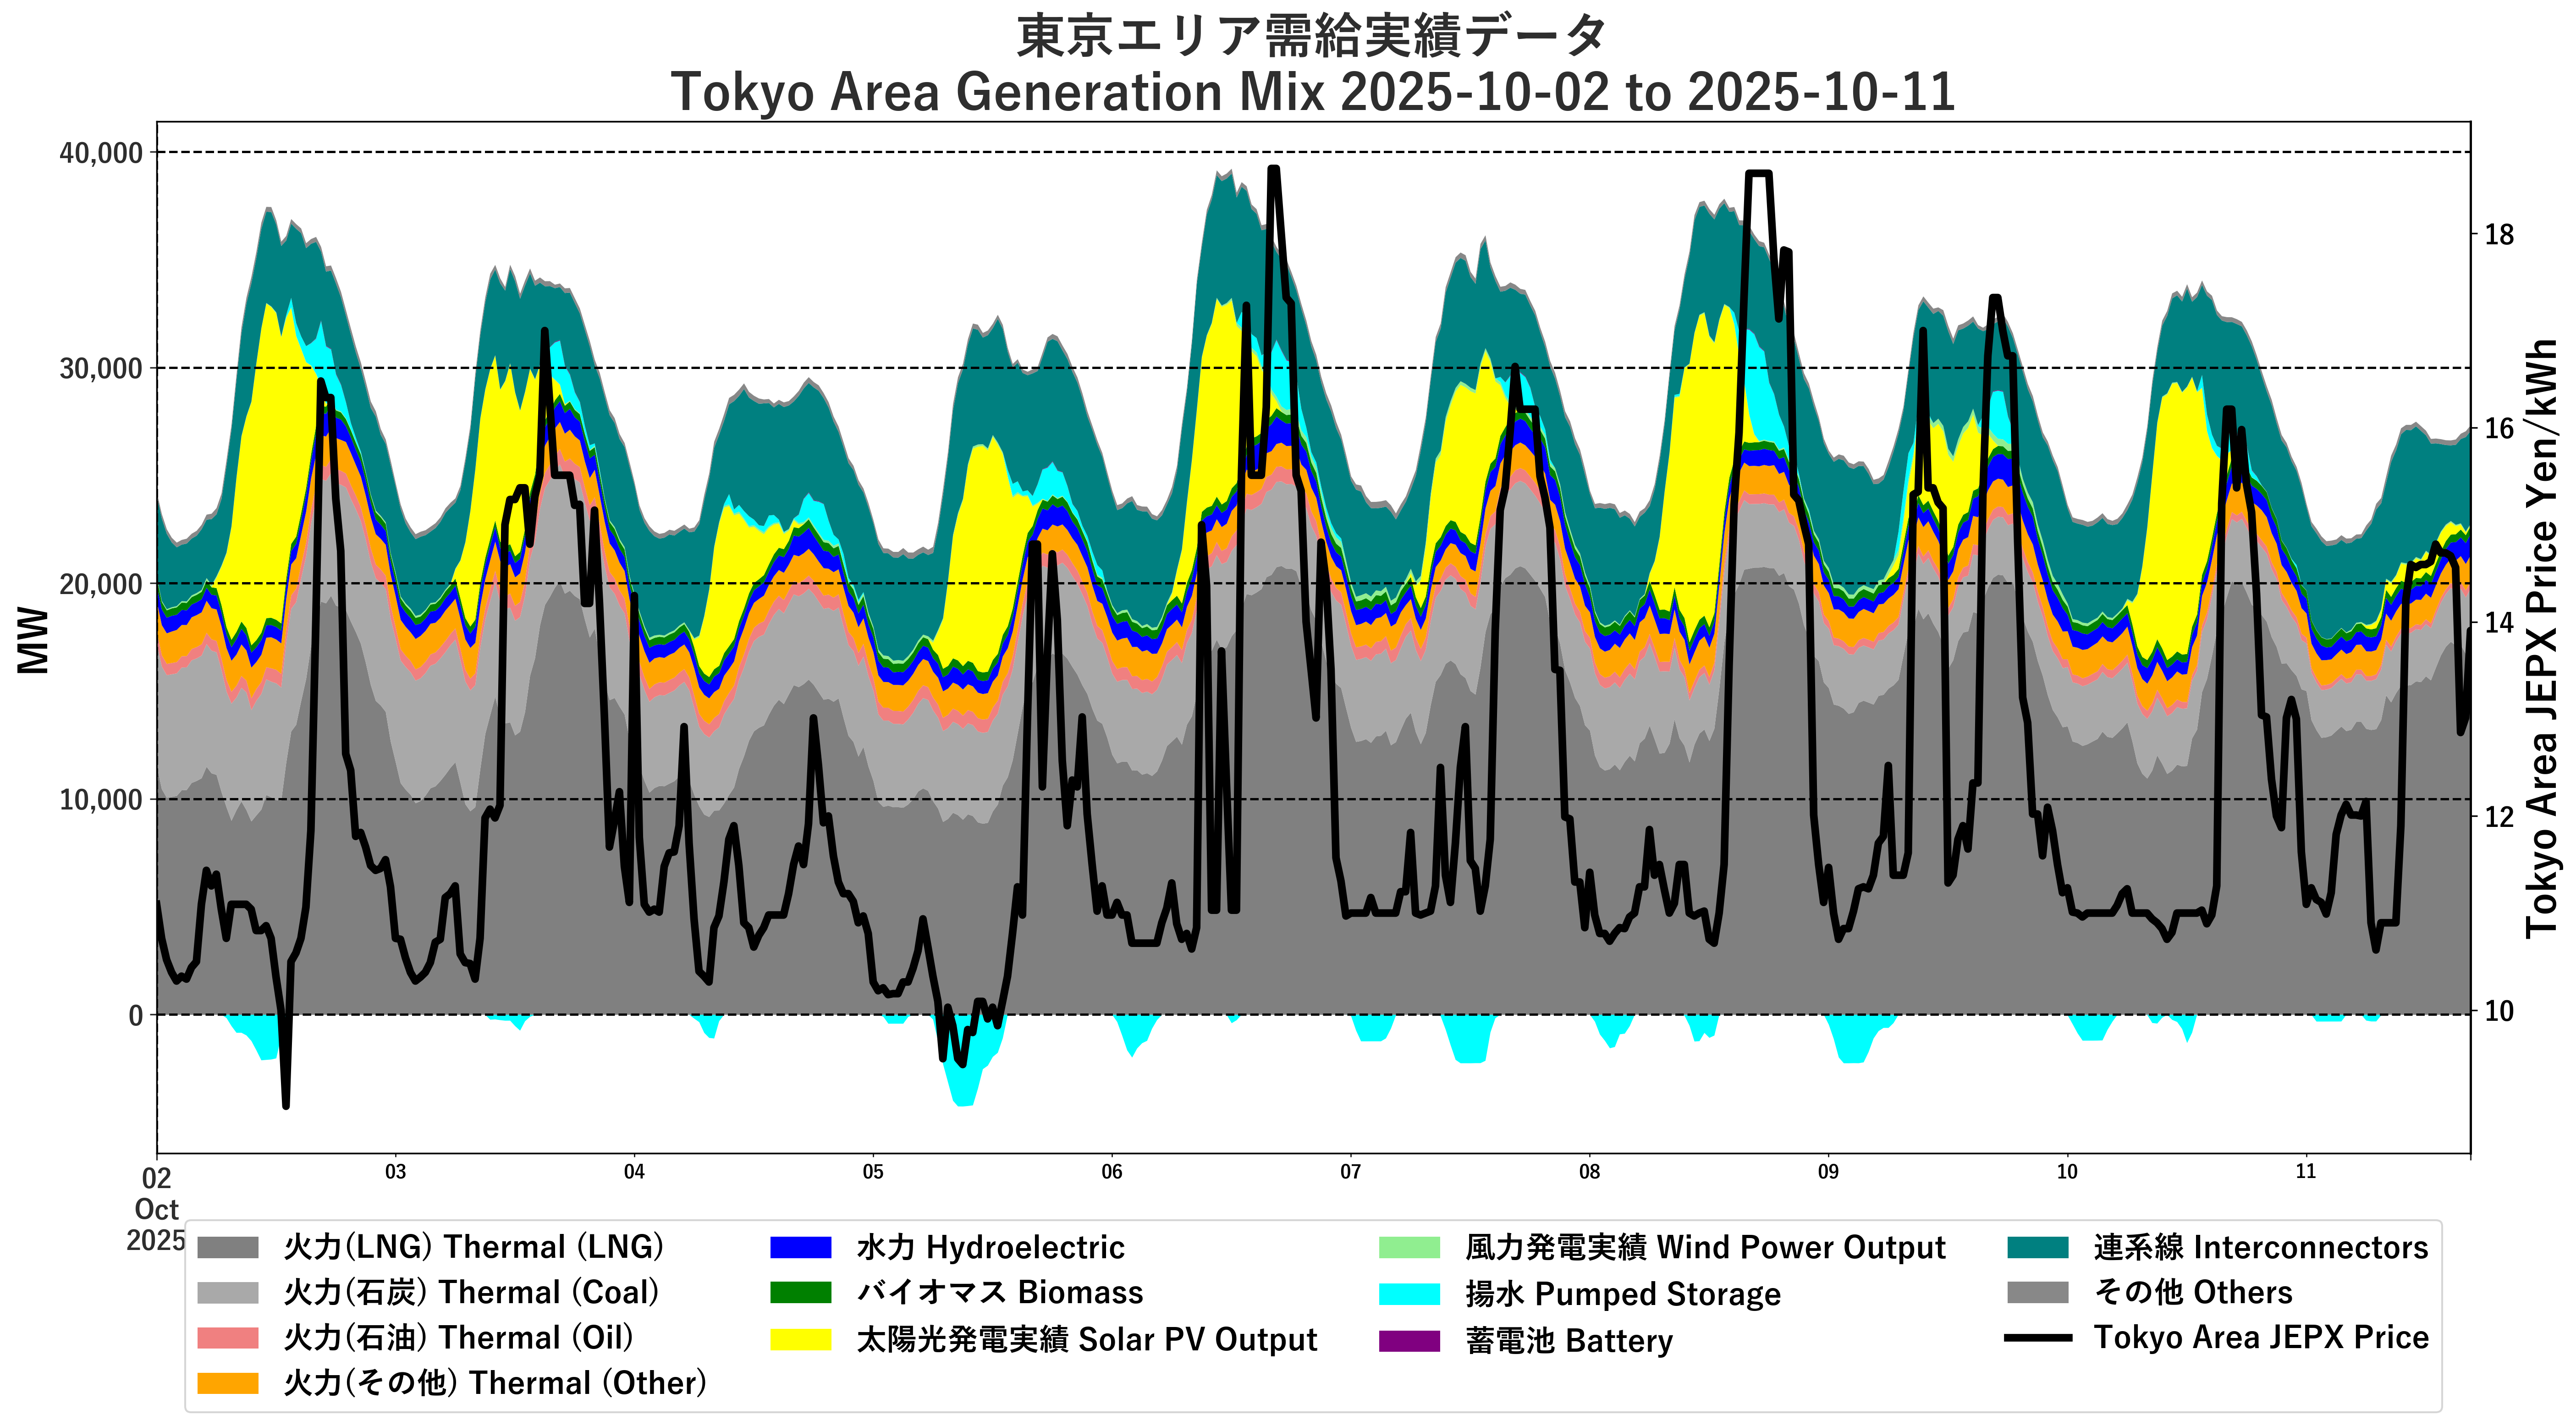 東京エリア需給実績データ
Tokyo Area Generation Mix 2025-10-02 to 2025-10-11
40,000
30,000
20,000
10,000
0
MW
18
16
14
12
10
Tokyo Area JEPX Price Yen/kWh
02
Oct
2025
03
04
05
06
07
08
09
10
11
火力(LNG) Thermal (LNG)
火力(石炭) Thermal (Coal)
火力(石油) Thermal (Oil)
火力(その他) Thermal (Other)
水力 Hydroelectric
バイオマス Biomass
太陽光発電実績 Solar PV Output
風力発電実績 Wind Power Output
揚水 Pumped Storage
蓄電池 Battery
連系線 Interconnectors
その他 Others
Tokyo Area JEPX Price